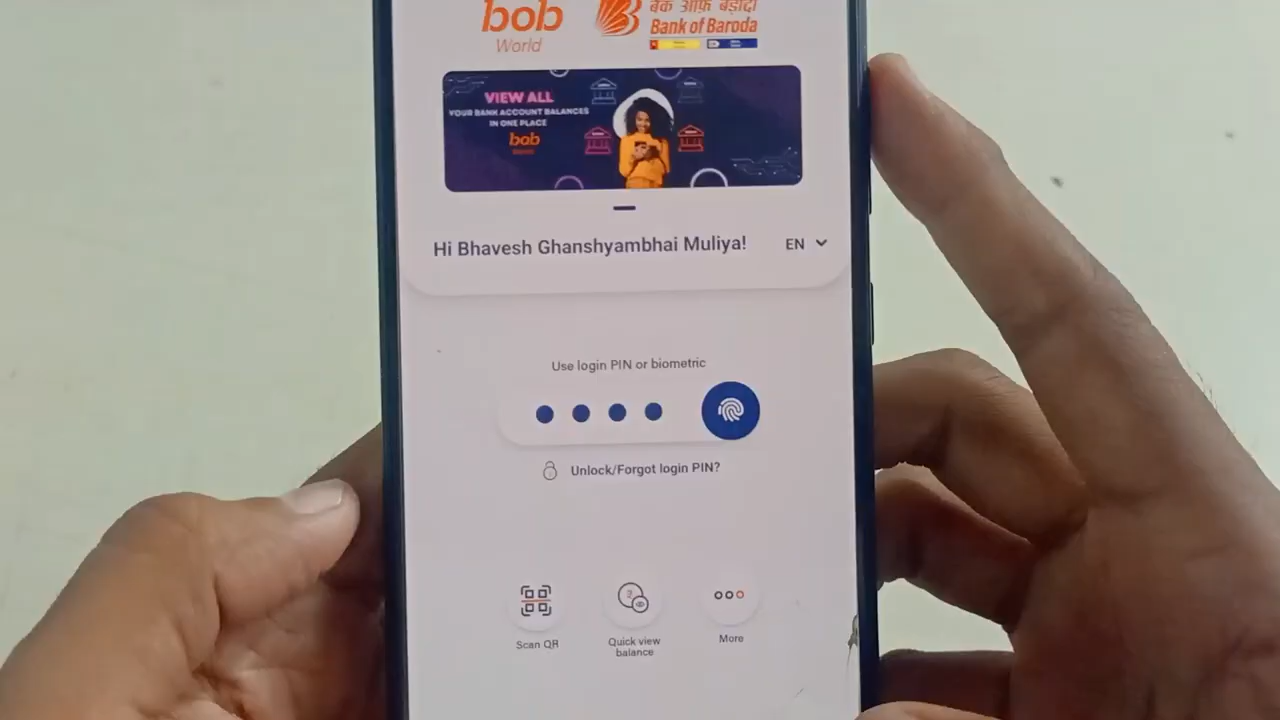 bob
World
बैंक ऑफ़ बड़ौदा
Bank of Baroda
VIEW ALL
YOUR BANK ACCOUNT BALANCES
IN ONE PLACE
bob
World
Hi Bhavesh Ghanshyambhai Muliya!
EN
Use login PIN or biometric
Unlock/Forgot login PIN?
Scan QR
Quick view
balance
More